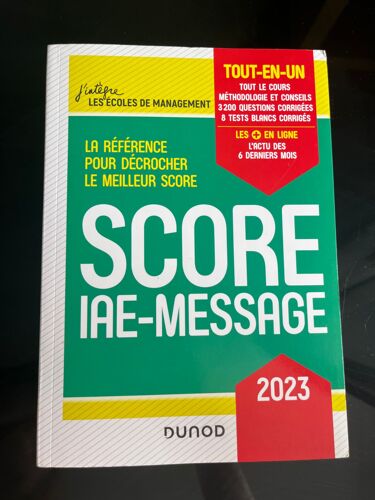 j'intègre
LES ÉCOLES DE MANAGEMENT
TOUT-EN-UN
TOUT LE COURS
MÉTHODOLOGIE ET CONSEILS
3 200 QUESTIONS CORRIGÉES
8 TESTS BLANCS CORRIGÉS
LES + EN LIGNE
L'ACTU DES
6 DERNIERS MOIS
LA RÉFÉRENCE
POUR DÉCROCHER
LE MEILLEUR SCORE
SCORE
IAE-MESSAGE
2023
DUNOD